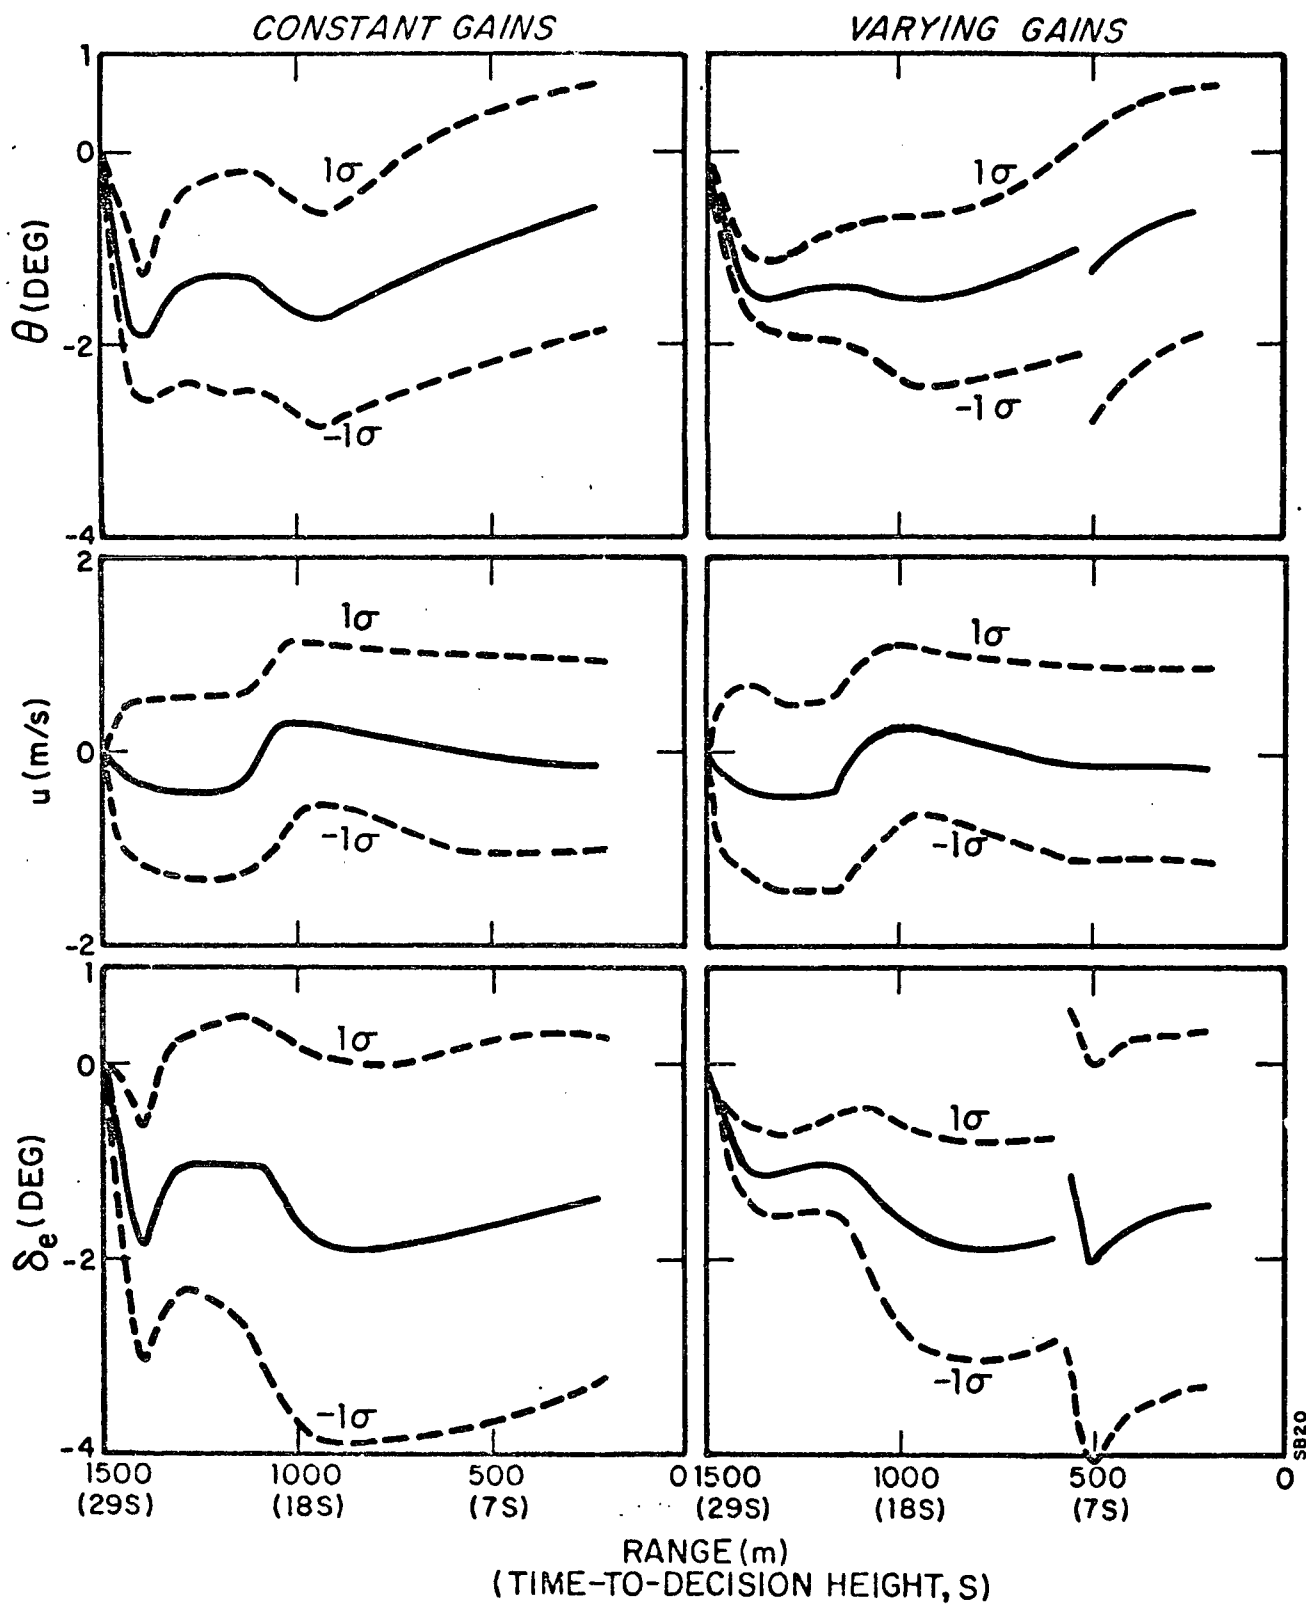 CONSTANT GAINS
VARYING GAINS
1
0
-2
-4
θ (DEG)
1σ
-1σ
1σ
-1σ
2
0
-2
u (m/s)
1σ
-1σ
1σ
-1σ
1
0
-2
-4
δe (DEG)
1σ
-1σ
1σ
-1σ
1500 1000 500 0 1500 1000 500 0
(29S) (18S) (7S) (29S) (18S) (7S)
RANGE (m)
(TIME-TO-DECISION HEIGHT, S)
SB20